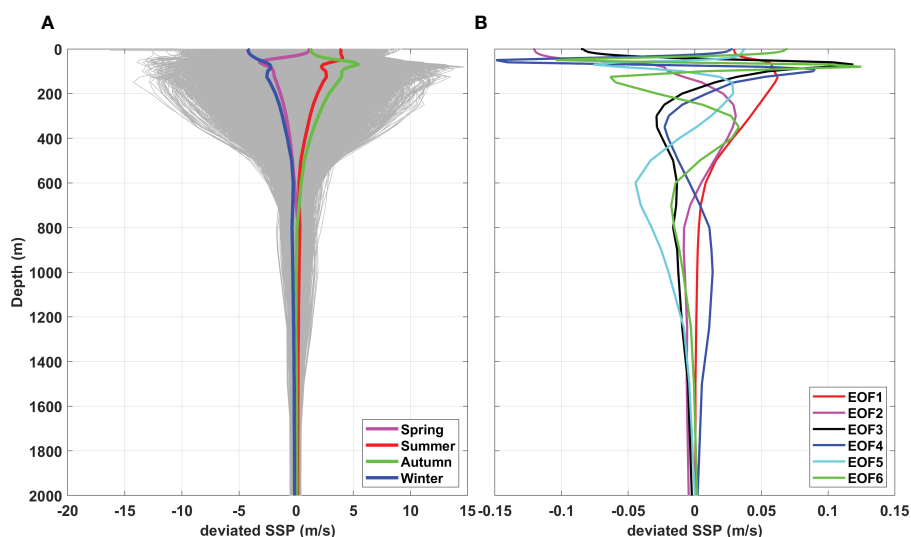 A
B
0
200
400
600
800
1000
1200
1400
1600
1800
2000
Depth (m)
-20 -15 -10 -5 0 5 10 15
deviated SSP (m/s)
Spring
Summer
Autumn
Winter
-0.15 -0.1 -0.05 0 0.05 0.1 0.15
deviated SSP (m/s)
EOF1
EOF2
EOF3
EOF4
EOF5
EOF6